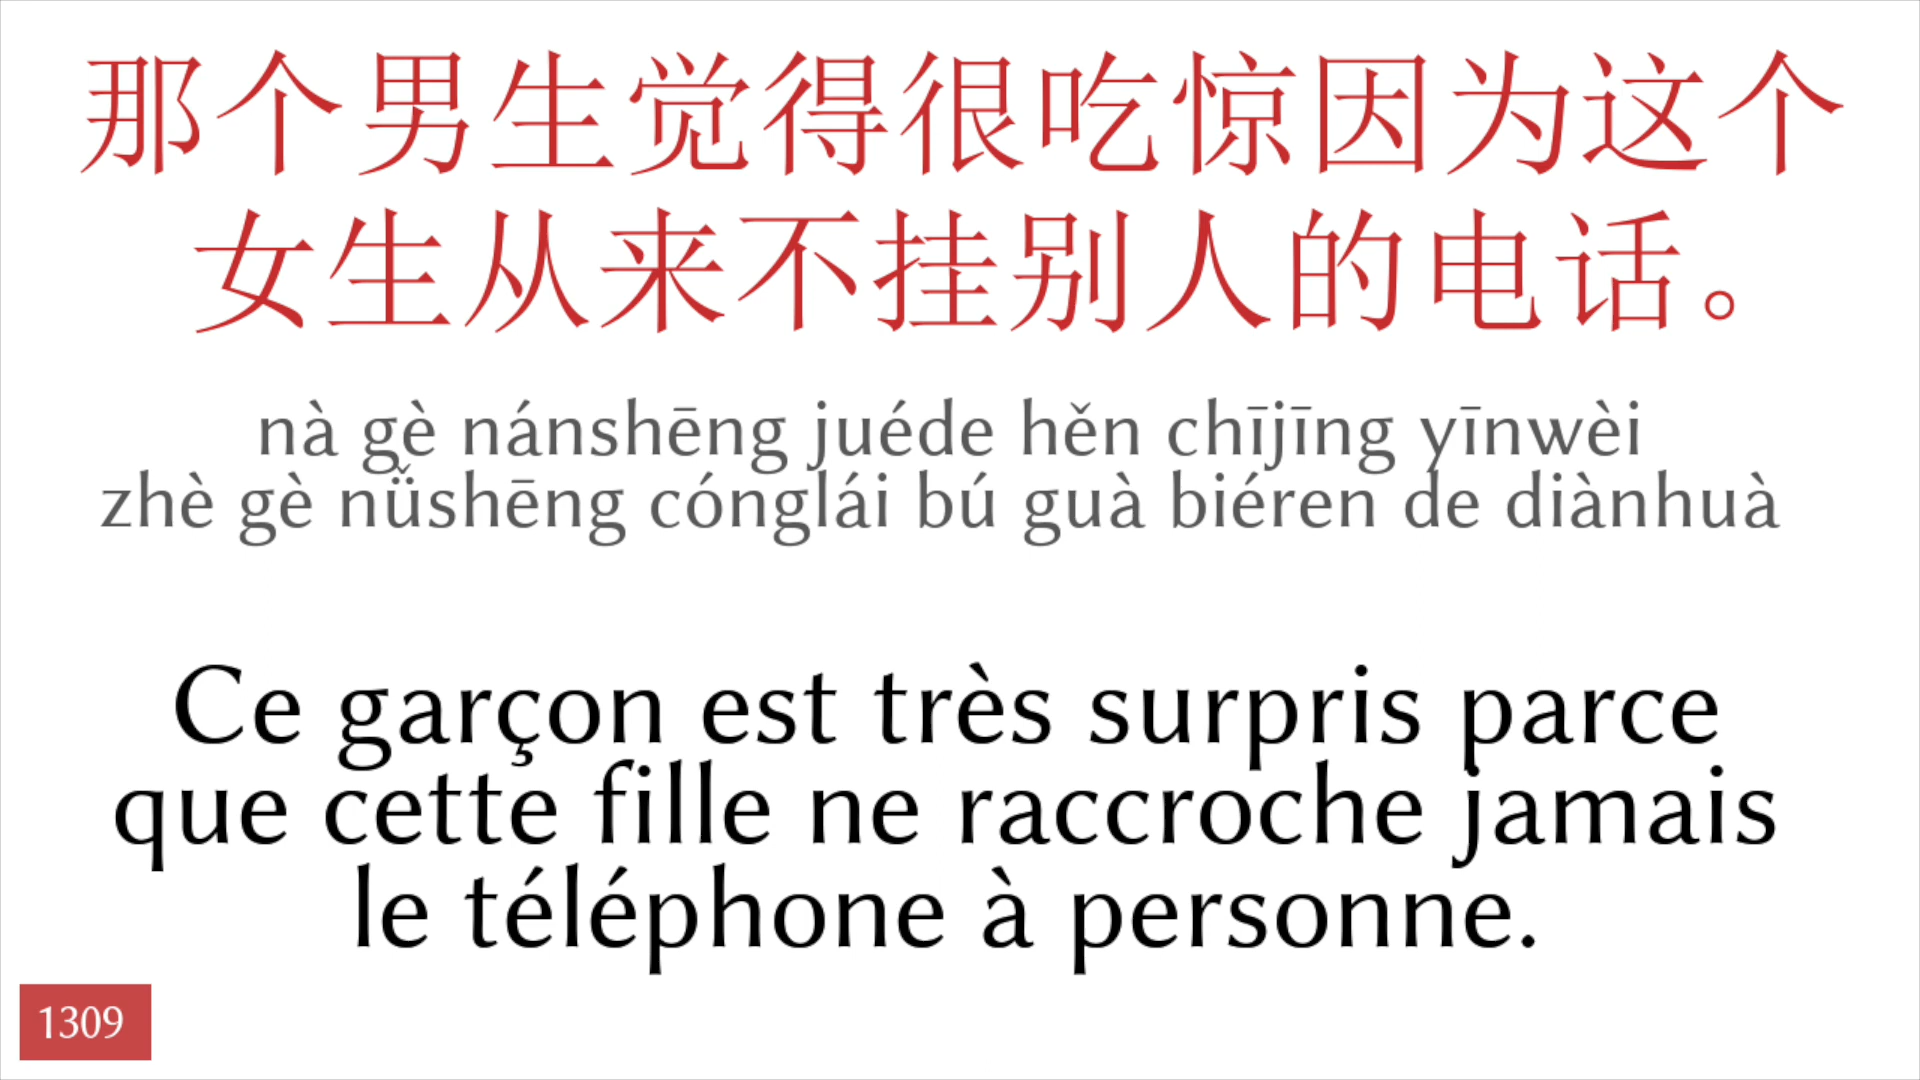 那个男生觉得很吃惊因为这个
女生从来不挂别人的电话。
nà gè nánshēng juéde hěn chījīng yīnwèi
zhè gè nǚshēng cónglái bú guà biéren de diànhuà
Ce garçon est très surpris parce
que cette fille ne raccroche jamais
le téléphone à personne.
1309